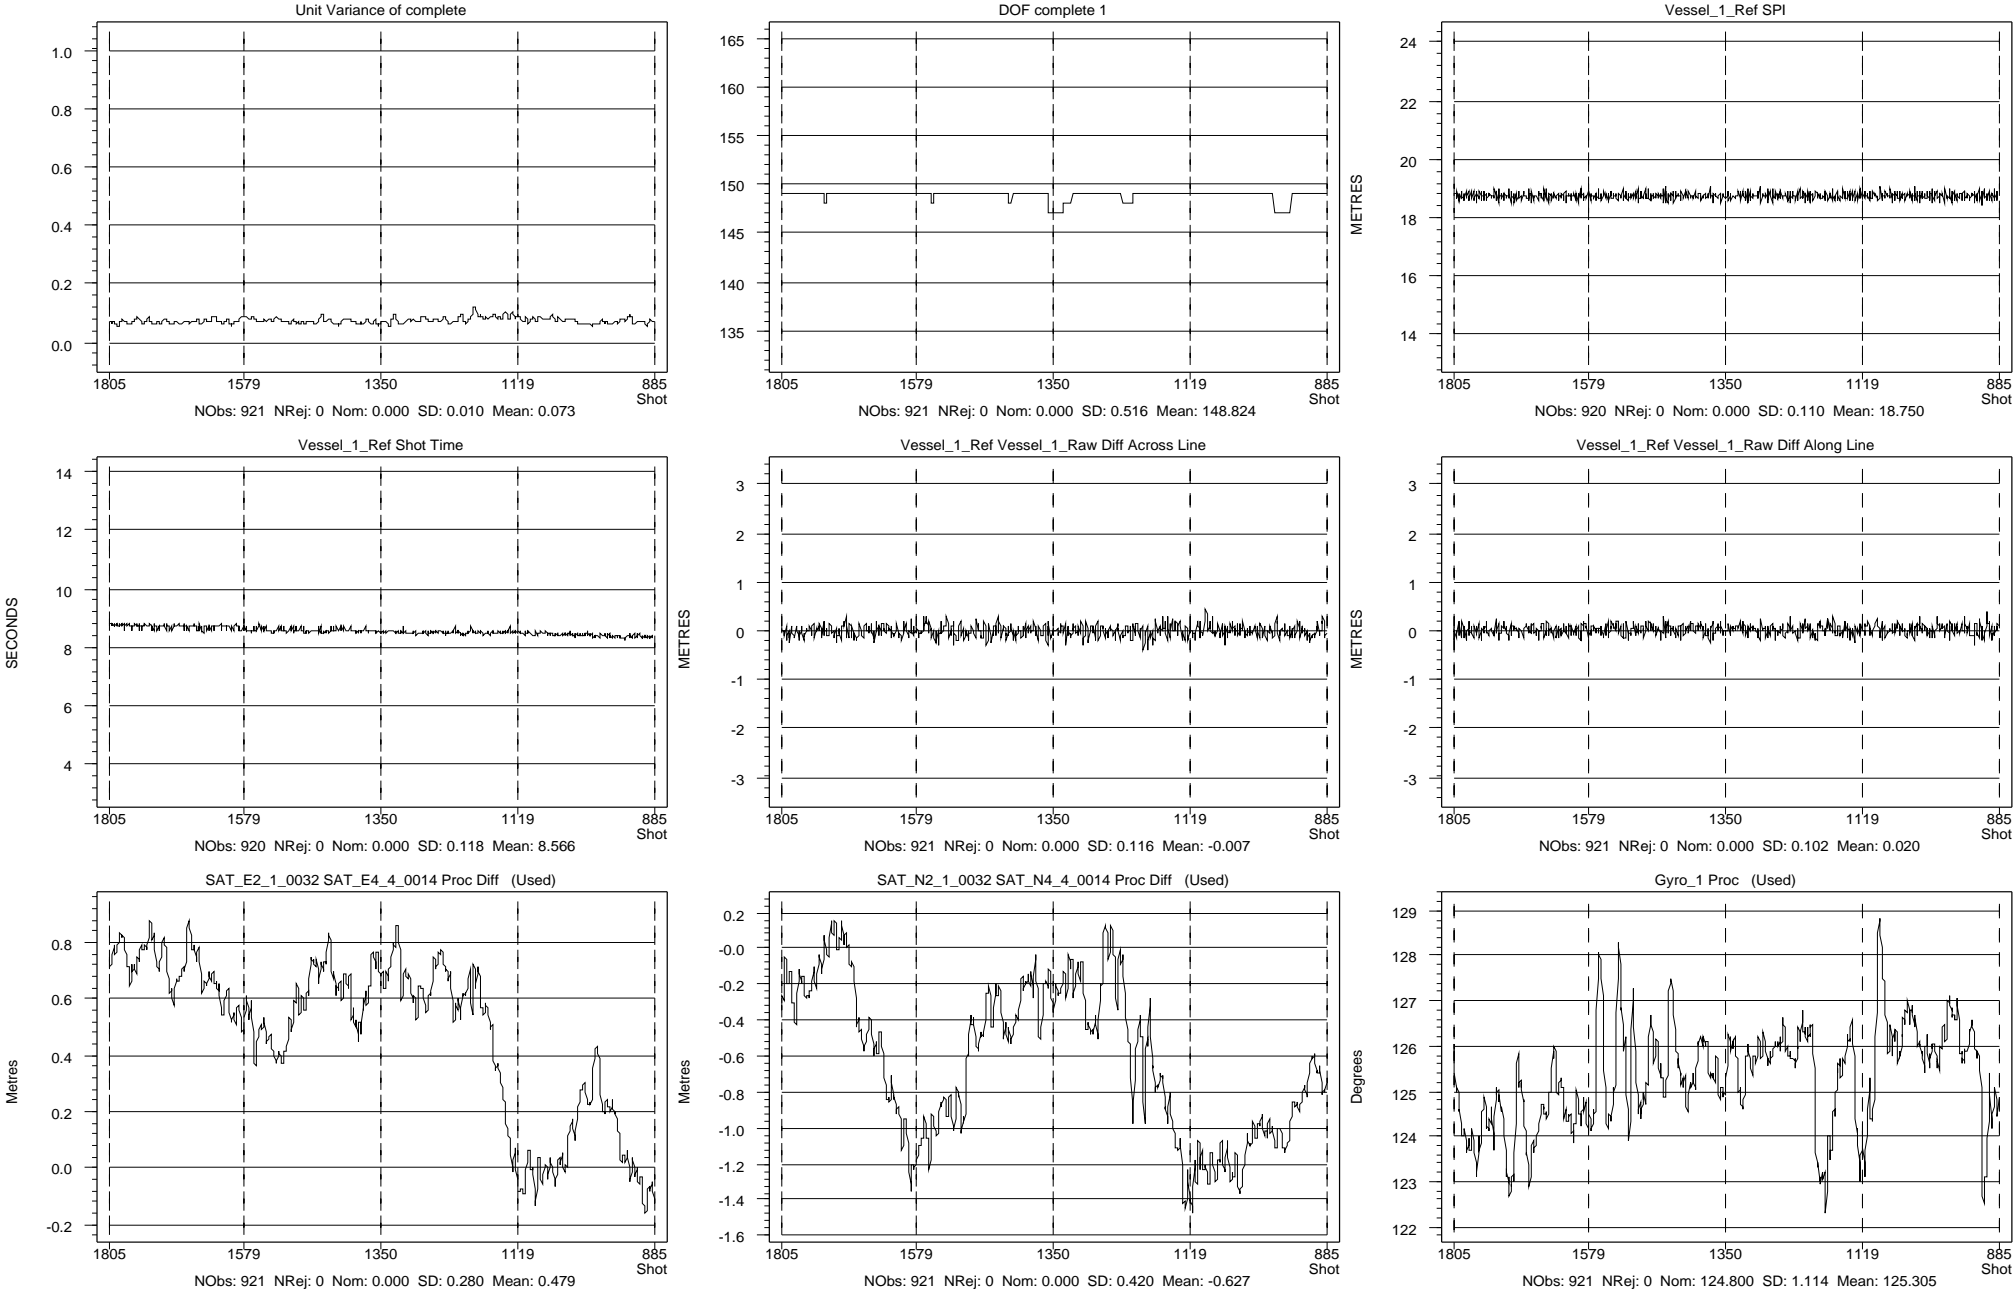 Unit Variance of complete
1.0
0.8
0.6
0.4
0.2
0.0
1805 1579 1350 1119 885
Shot
NObs: 921 NRej: 0 Nom: 0.000 SD: 0.010 Mean: 0.073
DOF complete 1
165
160
155
150
145
140
135
1805 1579 1350 1119 885
Shot
NObs: 921 NRej: 0 Nom: 0.000 SD: 0.516 Mean: 148.824
Vessel_1_Ref SPI
METRES
24
22
20
18
16
14
1805 1579 1350 1119 885
Shot
NObs: 920 NRej: 0 Nom: 0.000 SD: 0.110 Mean: 18.750
Vessel_1_Ref Shot Time
SECONDS
14
12
10
8
6
4
1805 1579 1350 1119 885
Shot
NObs: 920 NRej: 0 Nom: 0.000 SD: 0.118 Mean: 8.566
Vessel_1_Ref Vessel_1_Raw Diff Across Line
METRES
3
2
1
0
-1
-2
-3
1805 1579 1350 1119 885
Shot
NObs: 921 NRej: 0 Nom: 0.000 SD: 0.116 Mean: -0.007
Vessel_1_Ref Vessel_1_Raw Diff Along Line
METRES
3
2
1
0
-1
-2
-3
1805 1579 1350 1119 885
Shot
NObs: 921 NRej: 0 Nom: 0.000 SD: 0.102 Mean: 0.020
SAT_E2_1_0032 SAT_E4_4_0014 Proc Diff (Used)
Metres
0.8
0.6
0.4
0.2
0.0
-0.2
1805 1579 1350 1119 885
Shot
NObs: 921 NRej: 0 Nom: 0.000 SD: 0.280 Mean: 0.479
SAT_N2_1_0032 SAT_N4_4_0014 Proc Diff (Used)
Metres
0.2
-0.0
-0.2
-0.4
-0.6
-0.8
-1.0
-1.2
-1.4
-1.6
1805 1579 1350 1119 885
Shot
NObs: 921 NRej: 0 Nom: 0.000 SD: 0.420 Mean: -0.627
Gyro_1 Proc (Used)
Degrees
129
128
127
126
125
124
123
122
1805 1579 1350 1119 885
Shot
NObs: 921 NRej: 0 Nom: 124.800 SD: 1.114 Mean: 125.305